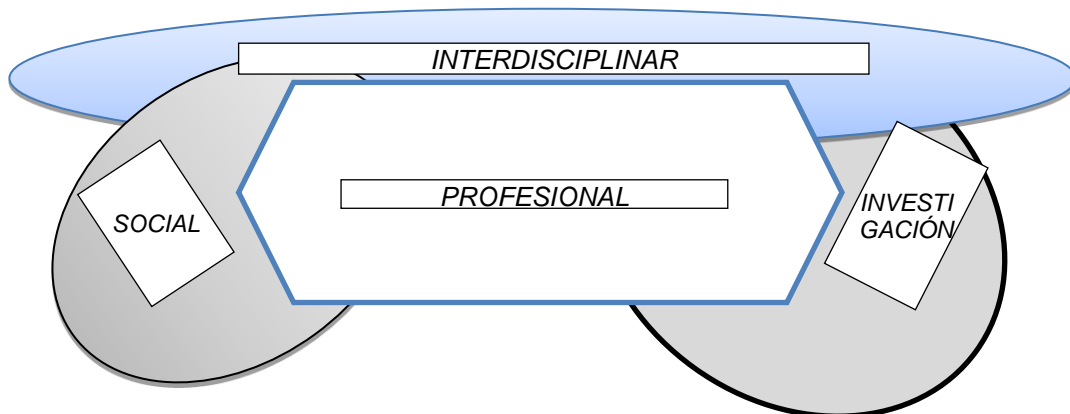 INTERDISCIPLINAR
PROFESIONAL
SOCIAL
INVESTI
GACIÓN